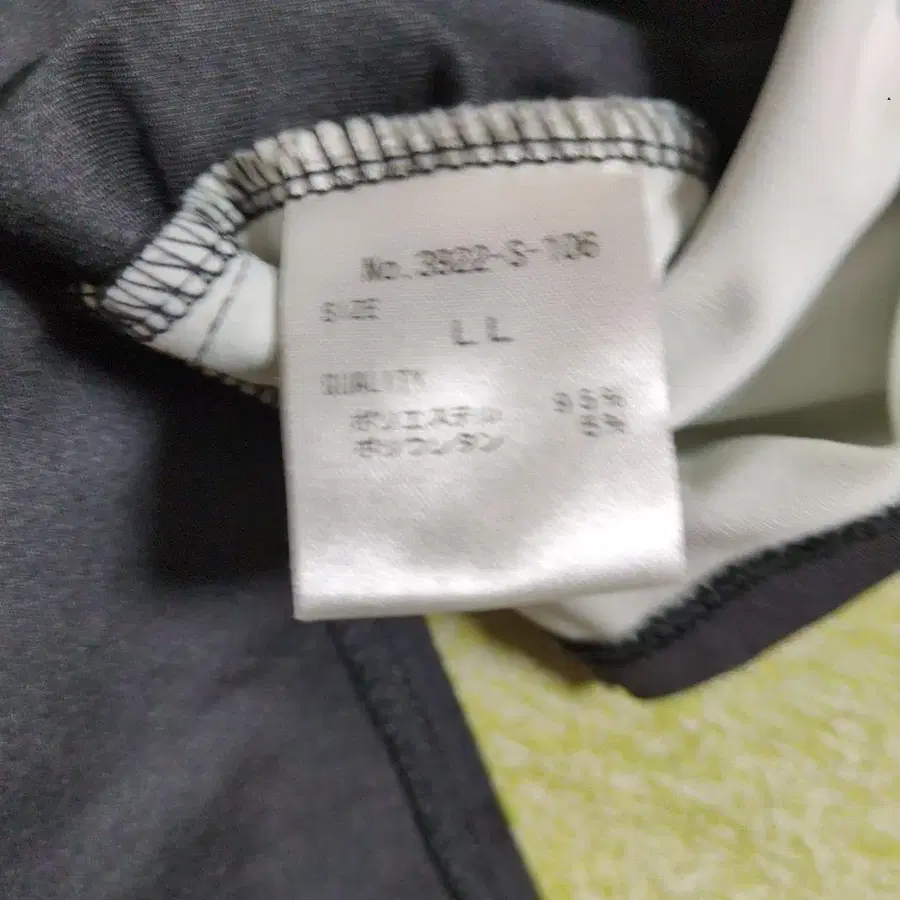 No.3922-S-106
SIZE
LL
QUALITY
ポリエステル 95%
ポリウレタン 5%